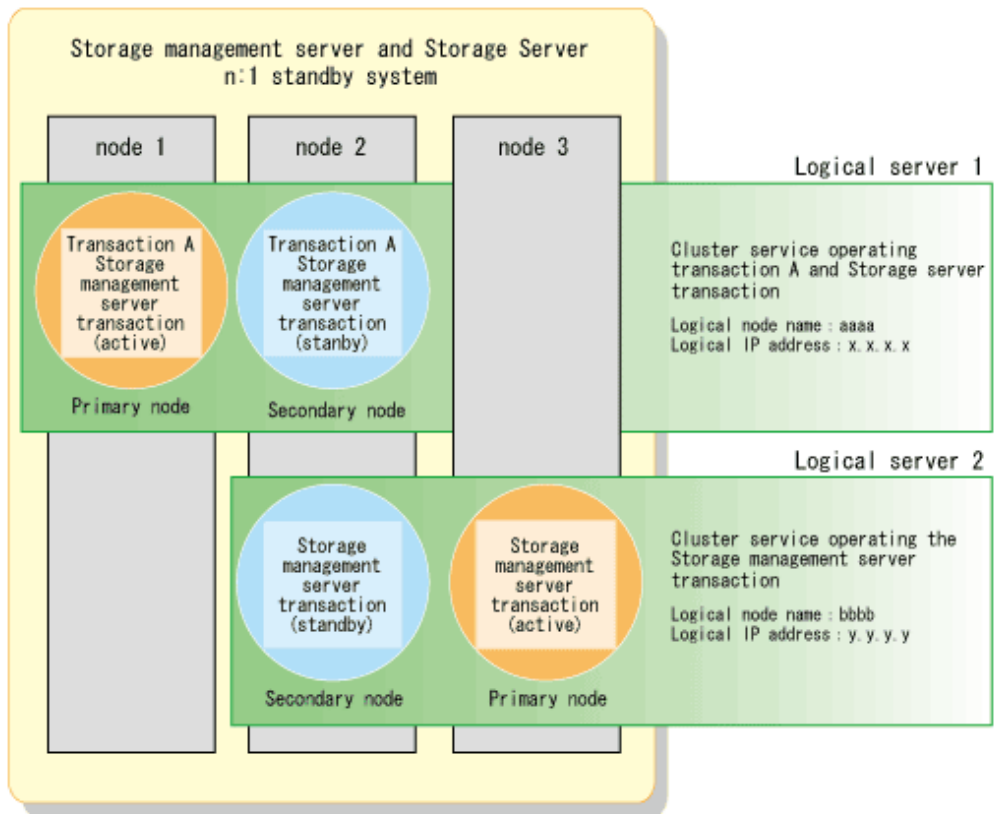 Storage management server and Storage Server
n:1 standby system
node 1
node 2
node 3
Logical server 1
Transaction A
Storage
management
server
transaction
(active)
Primary node
Transaction A
Storage
management
server
transaction
(stanby)
Secondary node
Cluster service operating
transaction A and Storage server
transaction
Logical node name : aaaa
Logical IP address : x.x.x.x
Logical server 2
Storage
management
server
transaction
(standby)
Secondary node
Storage
management
server
transaction
(active)
Primary node
Cluster service operating the
Storage management server
transaction
Logical node name : bbbb
Logical IP address : y.y.y.y